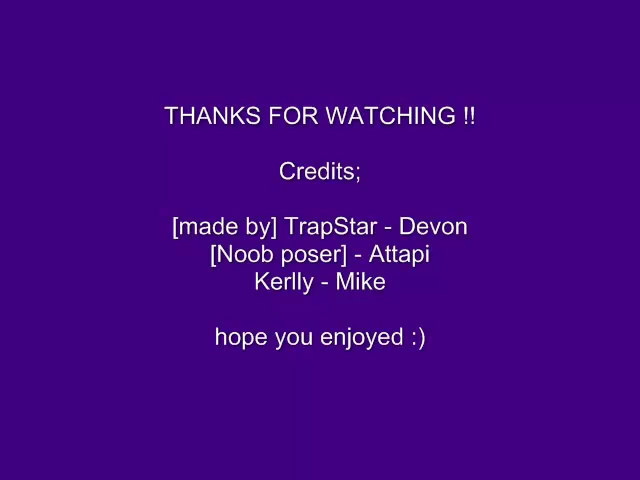 THANKS FOR WATCHING !!
Credits;
[made by] TrapStar - Devon
[Noob poser] - Attapi
Kerlly - Mike
hope you enjoyed :)